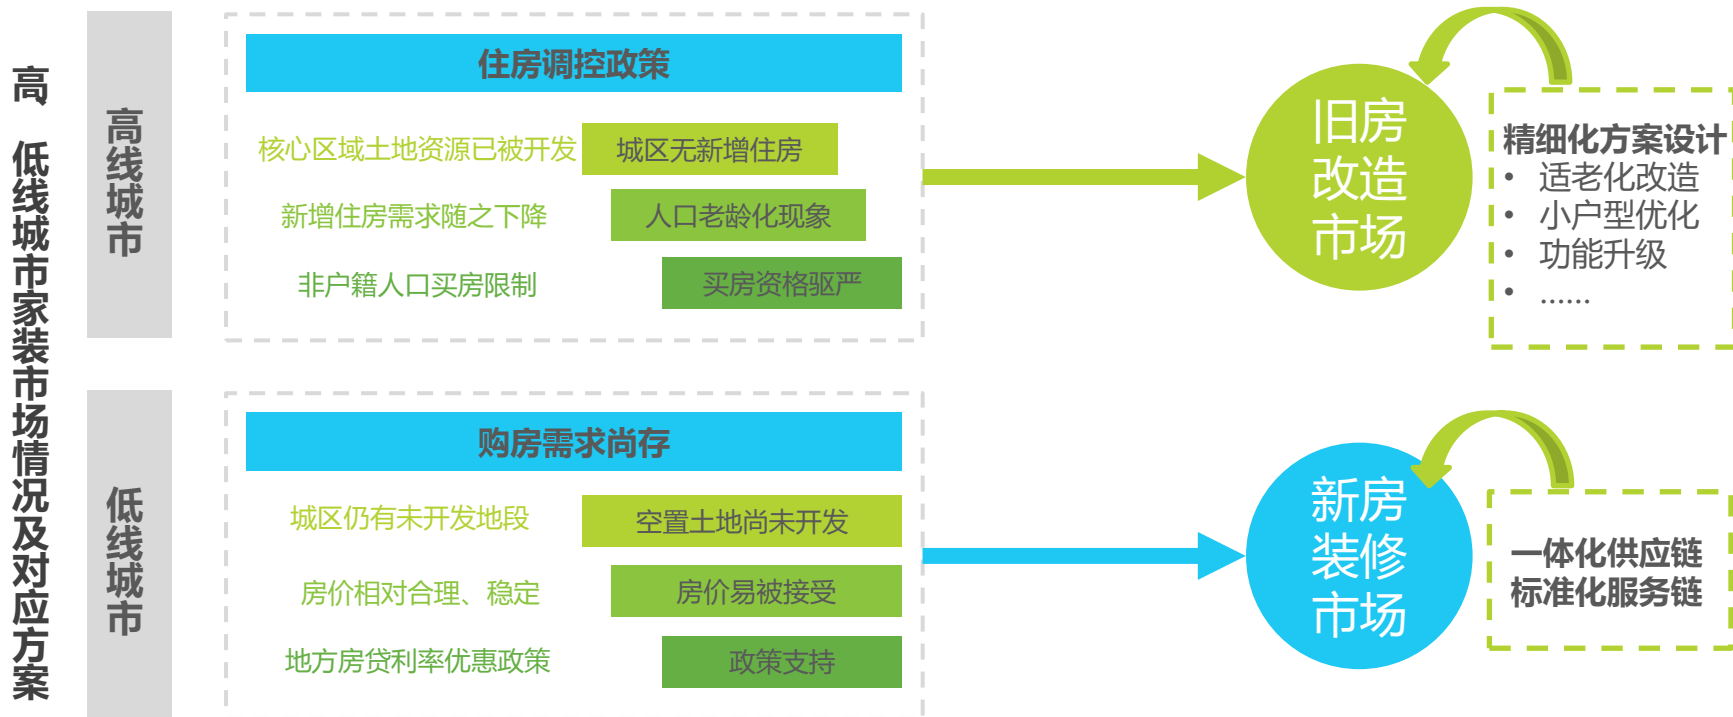 高、低线城市家装市场情况及对应方案
高线城市
住房调控政策
核心区域土地资源已被开发
城区无新增住房
新增住房需求随之下降
人口老龄化现象
非户籍人口买房限制
买房资格驱严
旧房
改造
市场
精细化方案设计
• 适老化改造
• 小户型优化
• 功能升级
• ......
低线城市
购房需求尚存
城区仍有未开发地段
空置土地尚未开发
房价相对合理、稳定
房价易被接受
地方房贷利率优惠政策
政策支持
新房
装修
市场
一体化供应链
标准化服务链